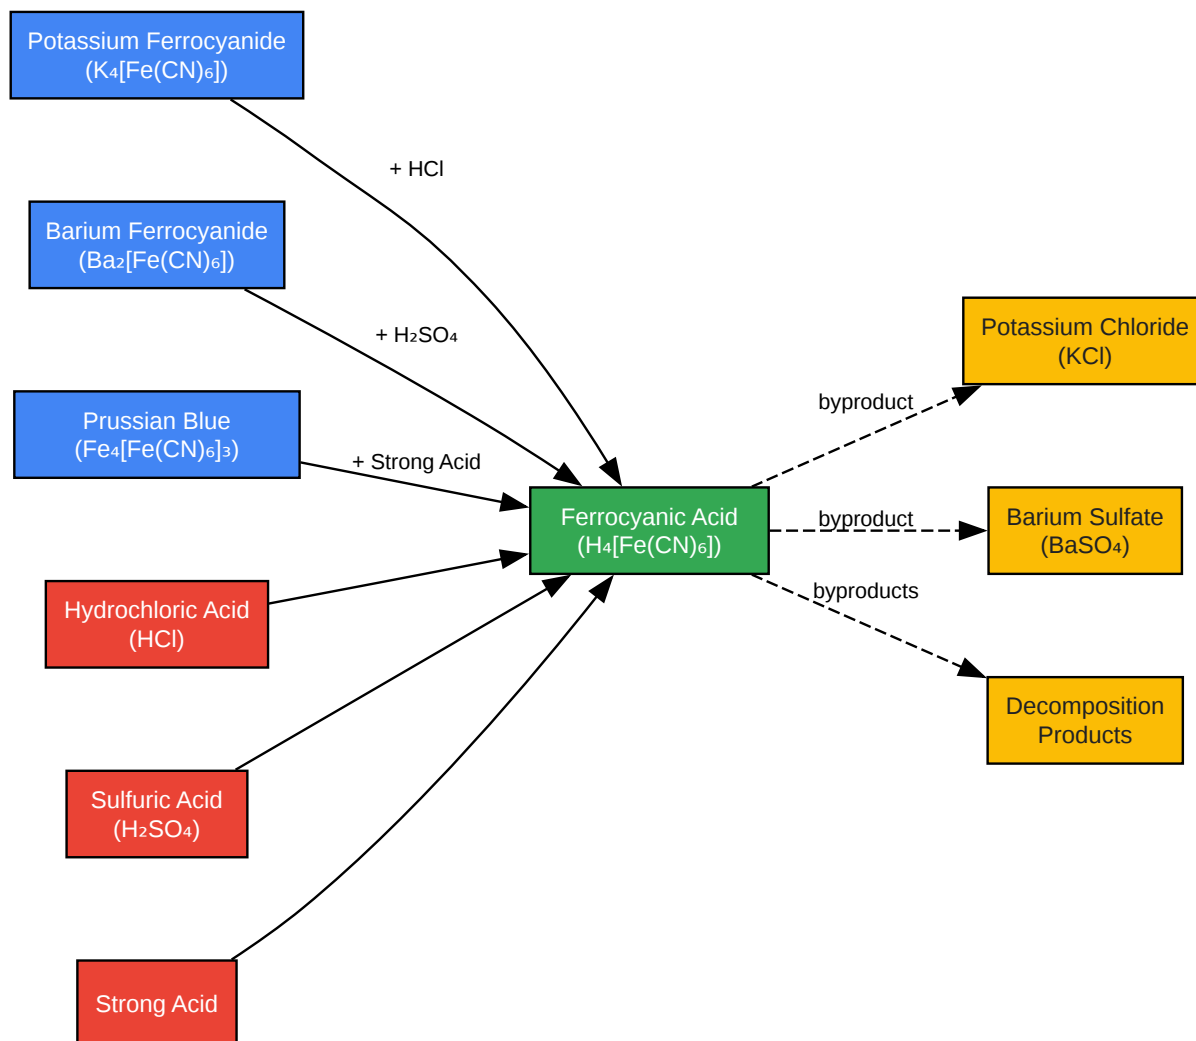 Potassium Ferrocyanide
(K₄[Fe(CN)₆])
+ HCl
Barium Ferrocyanide
(Ba₂[Fe(CN)₆])
+ H₂SO₄
Prussian Blue
(Fe₄[Fe(CN)₆]₃)
+ Strong Acid
Hydrochloric Acid
(HCl)
Sulfuric Acid
(H₂SO₄)
Strong Acid
Ferrocyanic Acid
(H₄[Fe(CN)₆])
byproduct
byproduct
byproducts
Potassium Chloride
(KCl)
Barium Sulfate
(BaSO₄)
Decomposition
Products